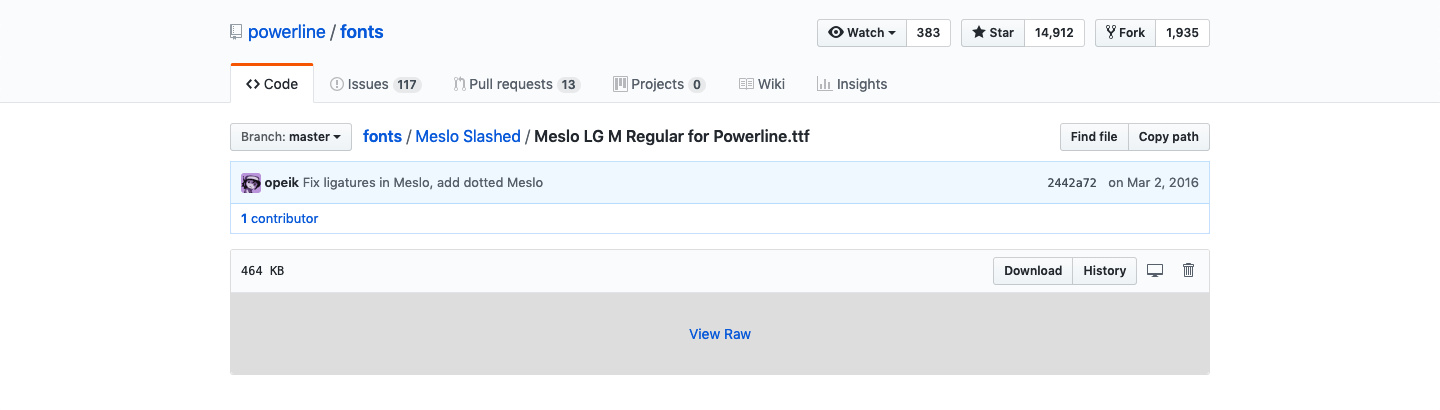 powerline / fonts
Watch 383 Star 14,912 Fork 1,935
Code Issues 117 Pull requests 13 Projects 0 Wiki Insights
Branch: master fonts / Meslo Slashed / Meslo LG M Regular for Powerline.ttf Find file Copy path
opeik Fix ligatures in Meslo, add dotted Meslo 2442a72 on Mar 2, 2016
1 contributor
464 KB Download History
View Raw